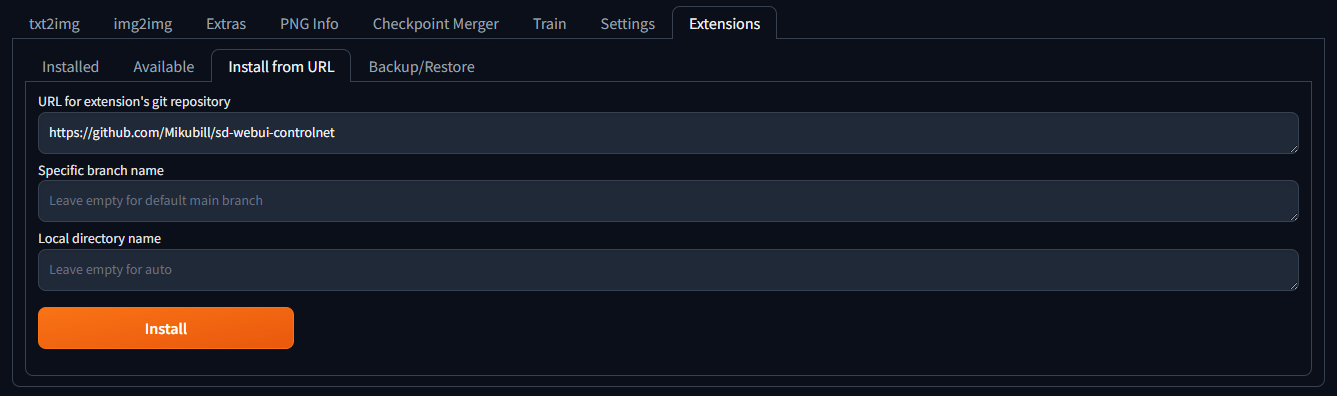 txt2img img2img Extras PNG Info Checkpoint Merger Train Settings Extensions
Installed Available Install from URL Backup/Restore
URL for extension's git repository
https://github.com/Mikubill/sd-webui-controlnet
Specific branch name
Leave empty for default main branch
Local directory name
Leave empty for auto
Install